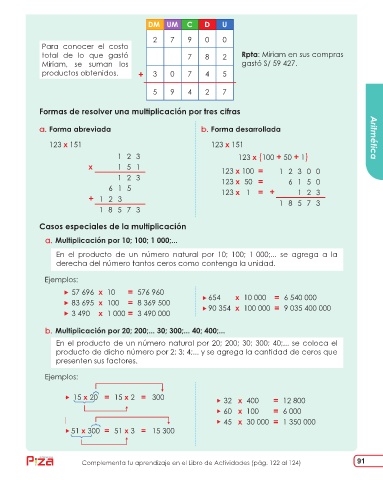 DM UM C D U
2 7 9 0 0
7 8 2
+ 3 0 7 4 5
5 9 4 2 7
Para conocer el costo
total de lo que gastó
Miriam, se suman los
productos obtenidos.
Rpta: Miriam en sus compras
gastó S/ 59 427.
Formas de resolver una multiplicación por tres cifras
a. Forma abreviada
123 x 151
1 2 3
x 1 5 1
1 2 3
6 1 5
+ 1 2 3
1 8 5 7 3
b. Forma desarrollada
123 x 151
123 x (100 + 50 + 1)
123 x 100 = 1 2 3 0 0
123 x 50 = 6 1 5 0
123 x 1 = + 1 2 3
1 8 5 7 3
Aritmética
Casos especiales de la multiplicación
a. Multiplicación por 10; 100; 1 000;...
En el producto de un número natural por 10; 100; 1 000;... se agrega a la
derecha del número tantos ceros como contenga la unidad.
Ejemplos:
57 696 x 10 = 576 960
83 695 x 100 = 8 369 500
3 490 x 1 000 = 3 490 000
654 x 10 000 = 6 540 000
90 354 x 100 000 = 9 035 400 000
b. Multiplicación por 20; 200;... 30; 300;... 40; 400;...
En el producto de un número natural por 20; 200; 30; 300; 40;... se coloca el
producto de dicho número por 2; 3; 4;... y se agrega la cantidad de ceros que
presenten sus factores.
Ejemplos:
15 x 20 = 15 x 2 = 300
51 x 300 = 51 x 3 = 15 300
32 x 400 = 12 800
60 x 100 = 6 000
45 x 30 000 = 1 350 000
Pizza
Complementa tu aprendizaje en el Libro de Actividades (pág. 122 al 124)
91